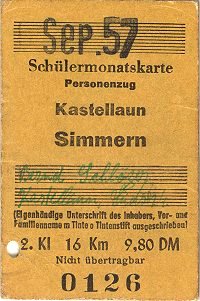 Sep. 57
Schülermonatskarte
Personenzug
Kastellaun
Simmern
(Eigenhändige Unterschrift des Inhabers, Vor- und
Familienname m Tinte o Tintenstift ausgeschrieben)
2. Kl 16 Km 9,80 DM
Nicht übertragbar
0126